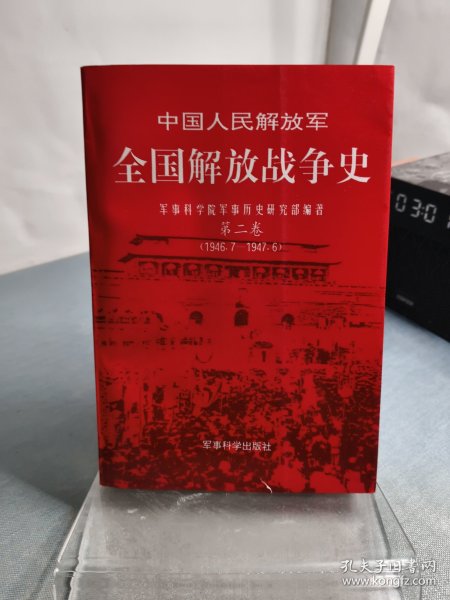 中国人民解放军
全国解放战争史
军事科学院军事历史研究部编著
第二卷
(1946.7—1947.6)
军事科学出版社
03:0
孔夫子旧书网
www.kongfz.com